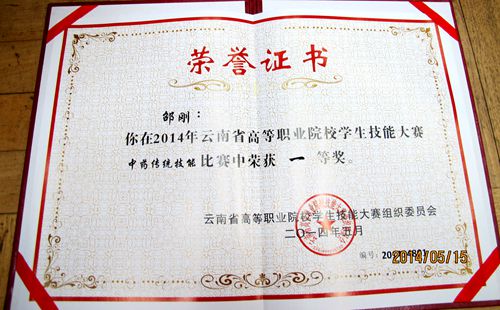 荣誉证书
邹刚：
你在2014年云南省高等职业院校学生技能大赛
中药传统技能比赛中荣获 一 等奖。
云南省高等职业院校学生技能大赛组织委员会
二〇一四年五月
编号：
2014/05/15